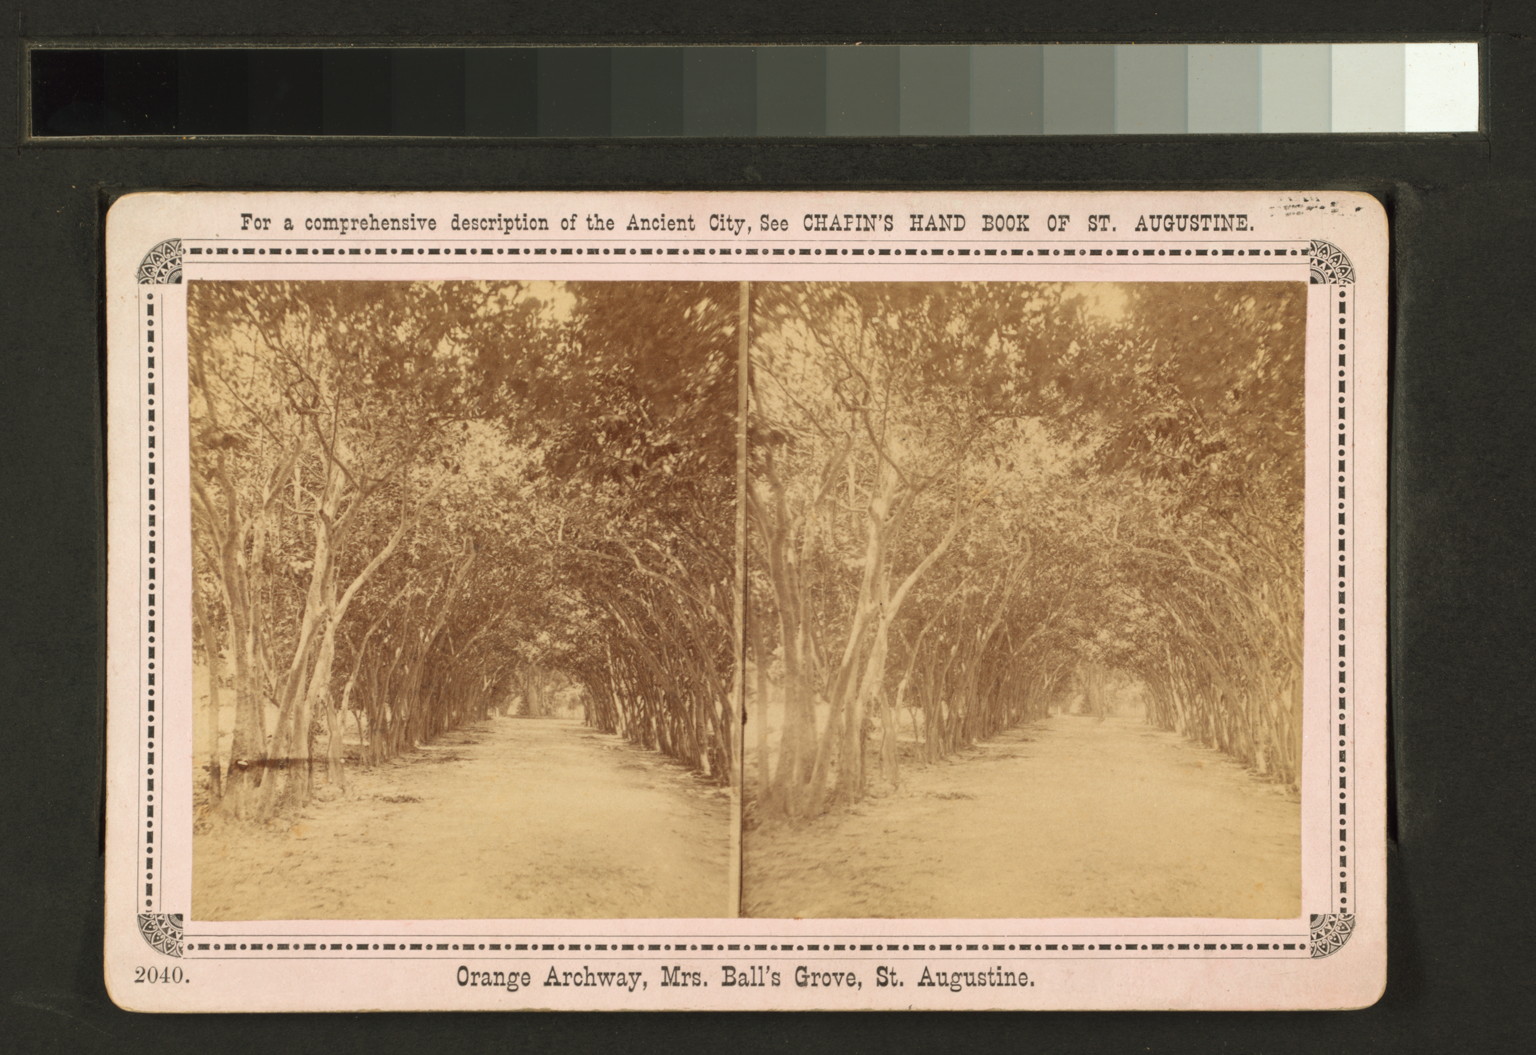 For a comprehensive description of the Ancient City, See CHAPIN'S HAND BOOK OF ST. AUGUSTINE.
2040. Orange Archway, Mrs. Ball's Grove, St. Augustine.